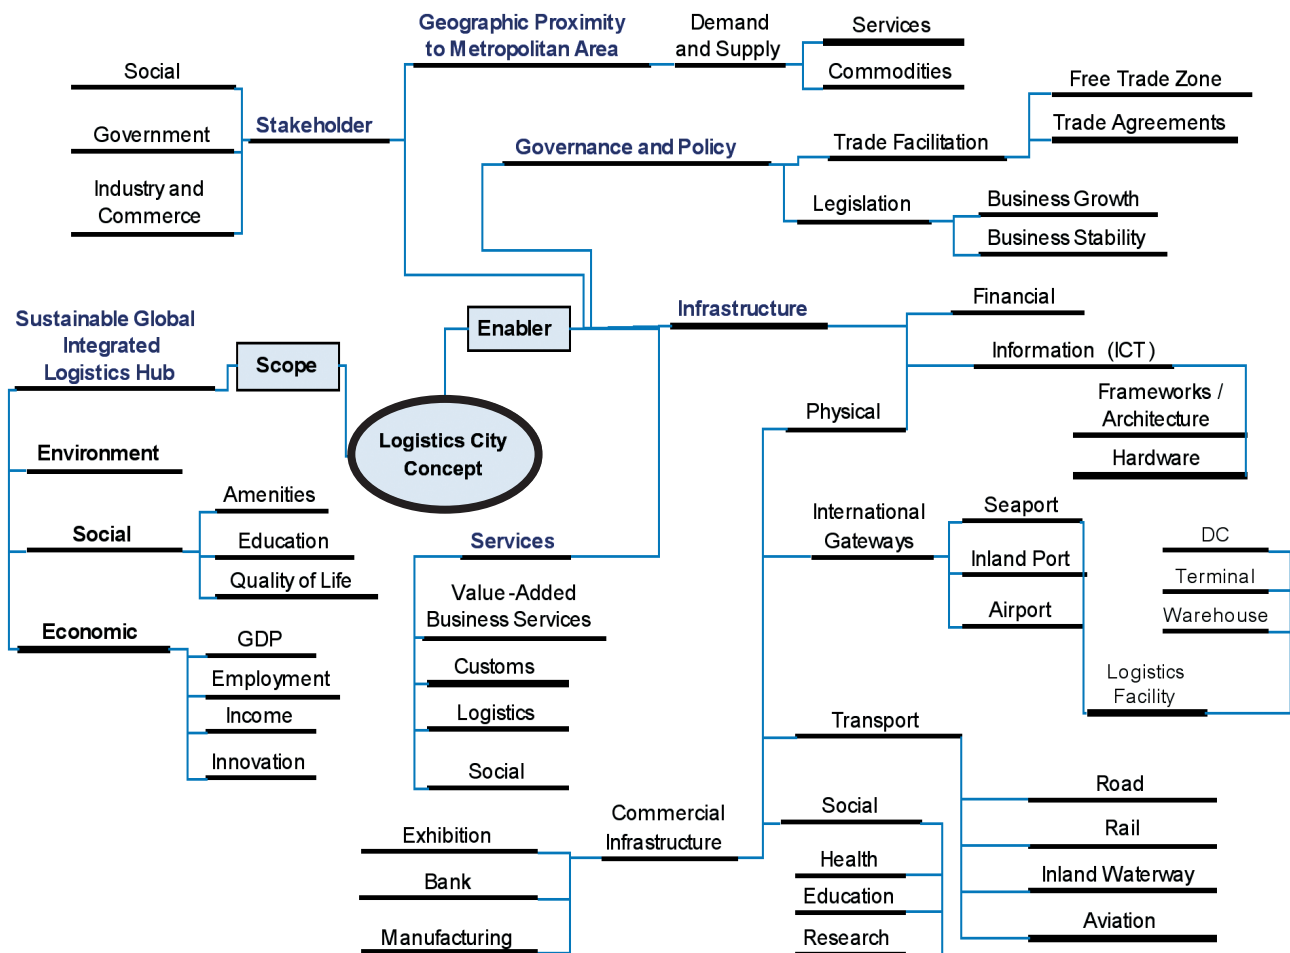 Geographic Proximity
to Metropolitan Area
Demand
and Supply
Services
Commodities
Social
Government
Industry and
Commerce
Stakeholder
Governance and Policy
Trade Facilitation
Free Trade Zone
Trade Agreements
Legislation
Business Growth
Business Stability
Sustainable Global
Integrated
Logistics Hub
Scope
Enabler
Infrastructure
Financial
Information (ICT)
Frameworks /
Architecture
Hardware
Physical
Logistics City
Concept
Environment
Social
Amenities
Education
Quality of Life
Economic
GDP
Employment
Income
Innovation
Services
Value -Added
Business Services
Customs
Logistics
Social
International
Gateways
Seaport
Inland Port
Airport
DC
Terminal
Warehouse
Logistics
Facility
Transport
Road
Rail
Inland Waterway
Aviation
Social
Health
Education
Research
Commercial
Infrastructure
Exhibition
Bank
Manufacturing